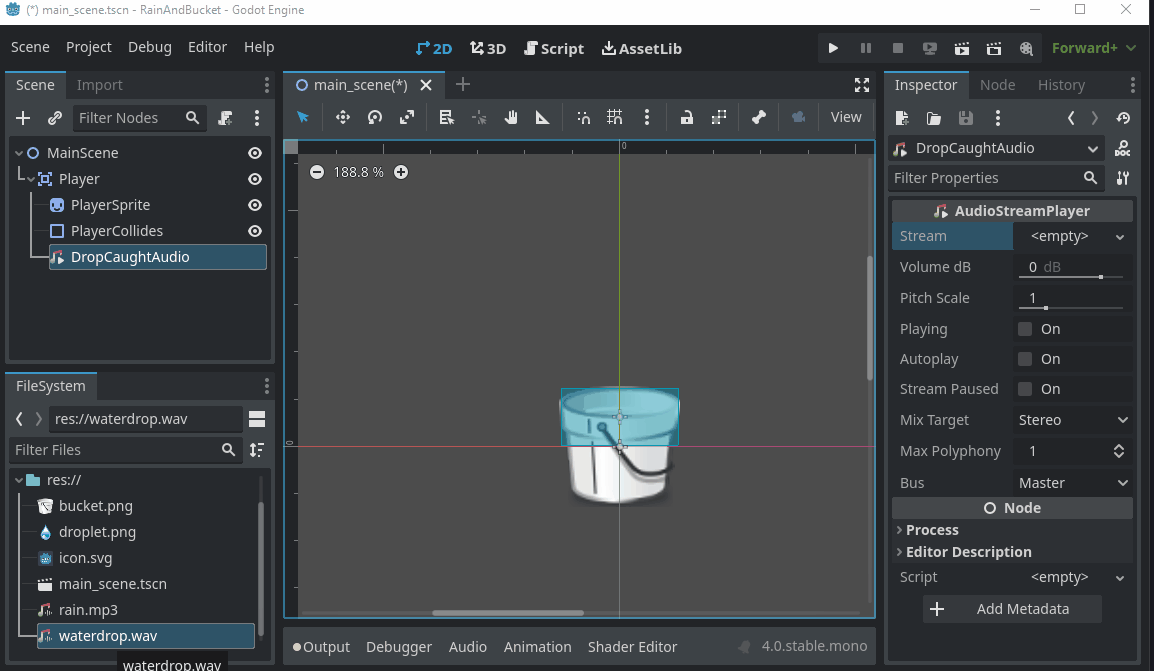 (*) main_scene.tscn - RainAndBucket - Godot Engine
Scene Project Debug Editor Help
2D 3D Script AssetLib
Forward+
Scene Import
Filter Nodes
MainScene
Player
PlayerSprite
PlayerCollides
DropCaughtAudio
FileSystem
res://waterdrop.wav
Filter Files
res://
bucket.png
droplet.png
icon.svg
main_scene.tscn
rain.mp3
waterdrop.wav
waterdrop.wav
main_scene(*)
View
0
188.8 %
0
Output Debugger Audio Animation Shader Editor 4.0.stable.mono
Inspector Node History
DropCaughtAudio
DOC
Filter Properties
AudioStreamPlayer
Stream <empty>
Volume dB 0 dB
Pitch Scale 1
Playing On
Autoplay On
Stream Paused On
Mix Target Stereo
Max Polyphony 1
Bus Master
Node
Process
Editor Description
Script <empty>
Add Metadata